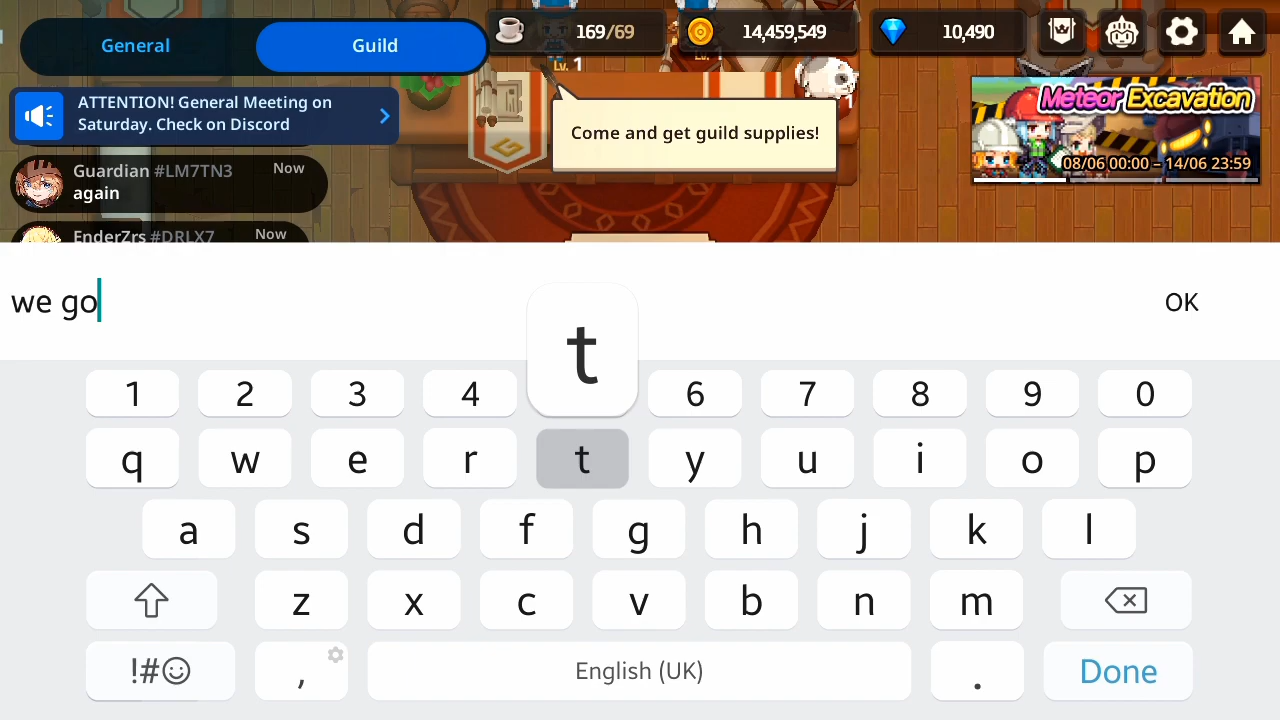 General
Guild
169/69
14,459,549
10,490
Lv. 1
Lv. 1
ATTENTION! General Meeting on
Saturday. Check on Discord
Come and get guild supplies!
Meteor Excavation
08/06 00:00 – 14/06 23:59
Guardian #LM7TN3
Now
again
EnderZrs #DRLX7
Now
we go
OK
t
1 2 3 4 6 7 8 9 0
q w e r t y u i o p
a s d f g h j k l
z x c v b n m
!#☺ , English (UK) . Done